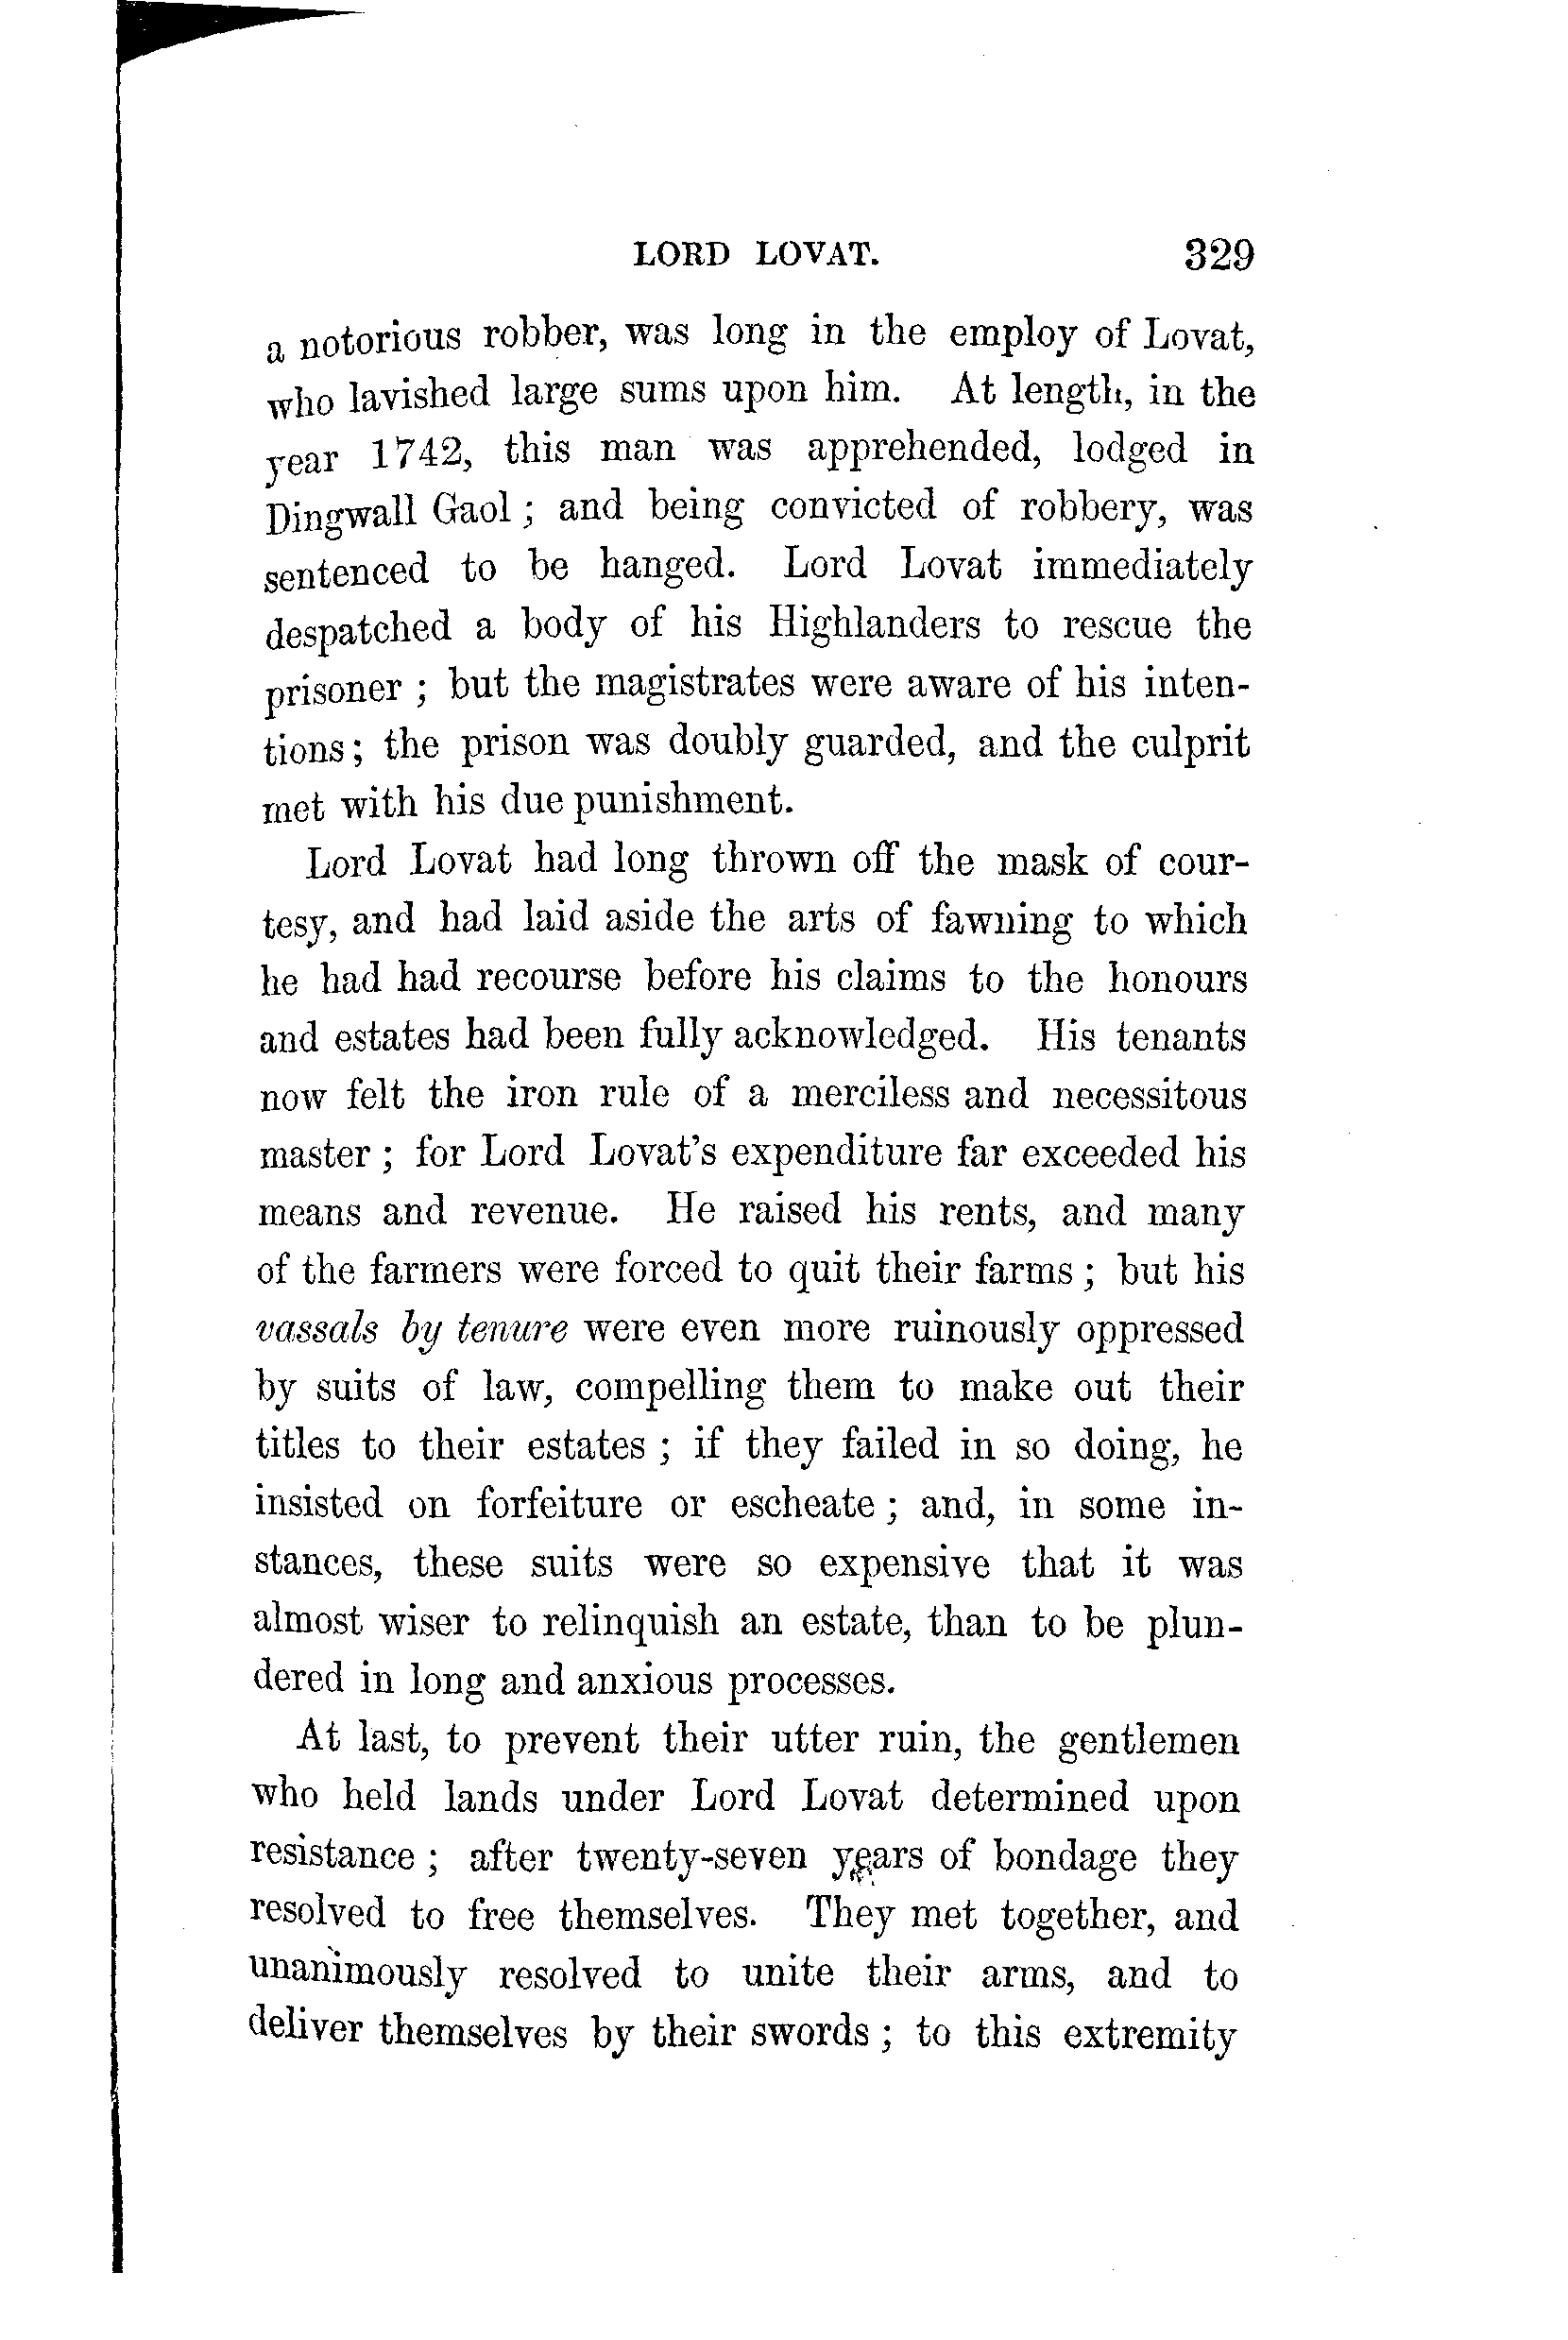 LORD LOVAT. 329
a notorious robber, was long in the employ of Lovat,
who lavished large sums upon him. At length, in the
year 1742, this man was apprehended, lodged in
Dingwall Gaol; and being convicted of robbery, was
sentenced to be hanged. Lord Lovat immediately
despatched a body of his Highlanders to rescue the
prisoner; but the magistrates were aware of his inten-
tions; the prison was doubly guarded, and the culprit
met with his due punishment.
Lord Lovat had long thrown off the mask of cour-
tesy, and had laid aside the arts of fawning to which
he had had recourse before his claims to the honours
and estates had been fully acknowledged. His tenants
now felt the iron rule of a merciless and necessitous
master; for Lord Lovat's expenditure far exceeded his
means and revenue. He raised his rents, and many
of the farmers were forced to quit their farms; but his
vassals by tenure were even more ruinously oppressed
by suits of law, compelling them to make out their
titles to their estates; if they failed in so doing, he
insisted on forfeiture or escheate; and, in some in-
stances, these suits were so expensive that it was
almost wiser to relinquish an estate, than to be plun-
dered in long and anxious processes.
At last, to prevent their utter ruin, the gentlemen
who held lands under Lord Lovat determined upon
resistance; after twenty-seven years of bondage they
resolved to free themselves. They met together, and
unanimously resolved to unite their arms, and to
deliver themselves by their swords; to this extremity